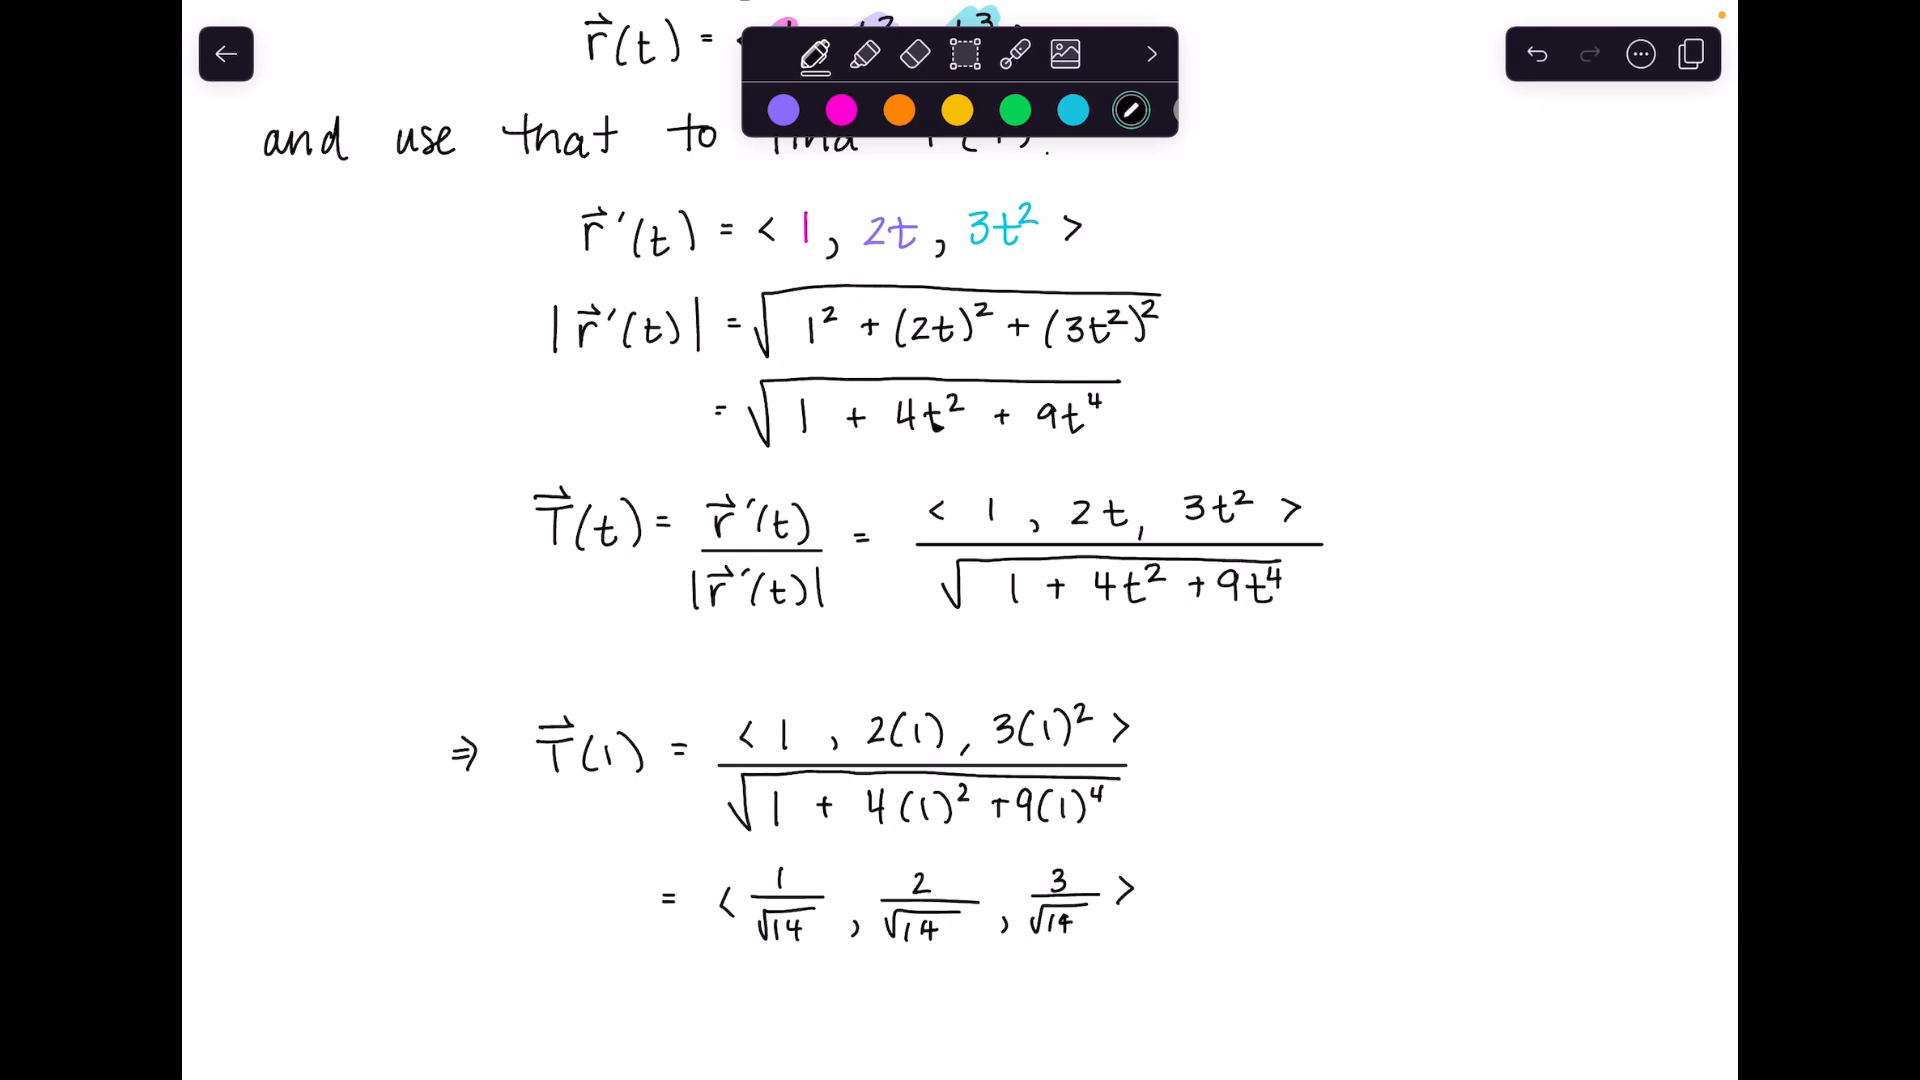 r⃗(t) = <
and use that to find
r⃗'(t) = < 1, 2t, 3t² >
|r⃗'(t)| = √(1² + (2t)² + (3t²)²)
= √(1 + 4t² + 9t⁴)
T⃗(t) = r⃗'(t) / |r⃗'(t)| = < 1, 2t, 3t² > / √(1 + 4t² + 9t⁴)
⇒ T⃗(1) = < 1, 2(1), 3(1)² > / √(1 + 4(1)² + 9(1)⁴)
= < 1/√14, 2/√14, 3/√14 >